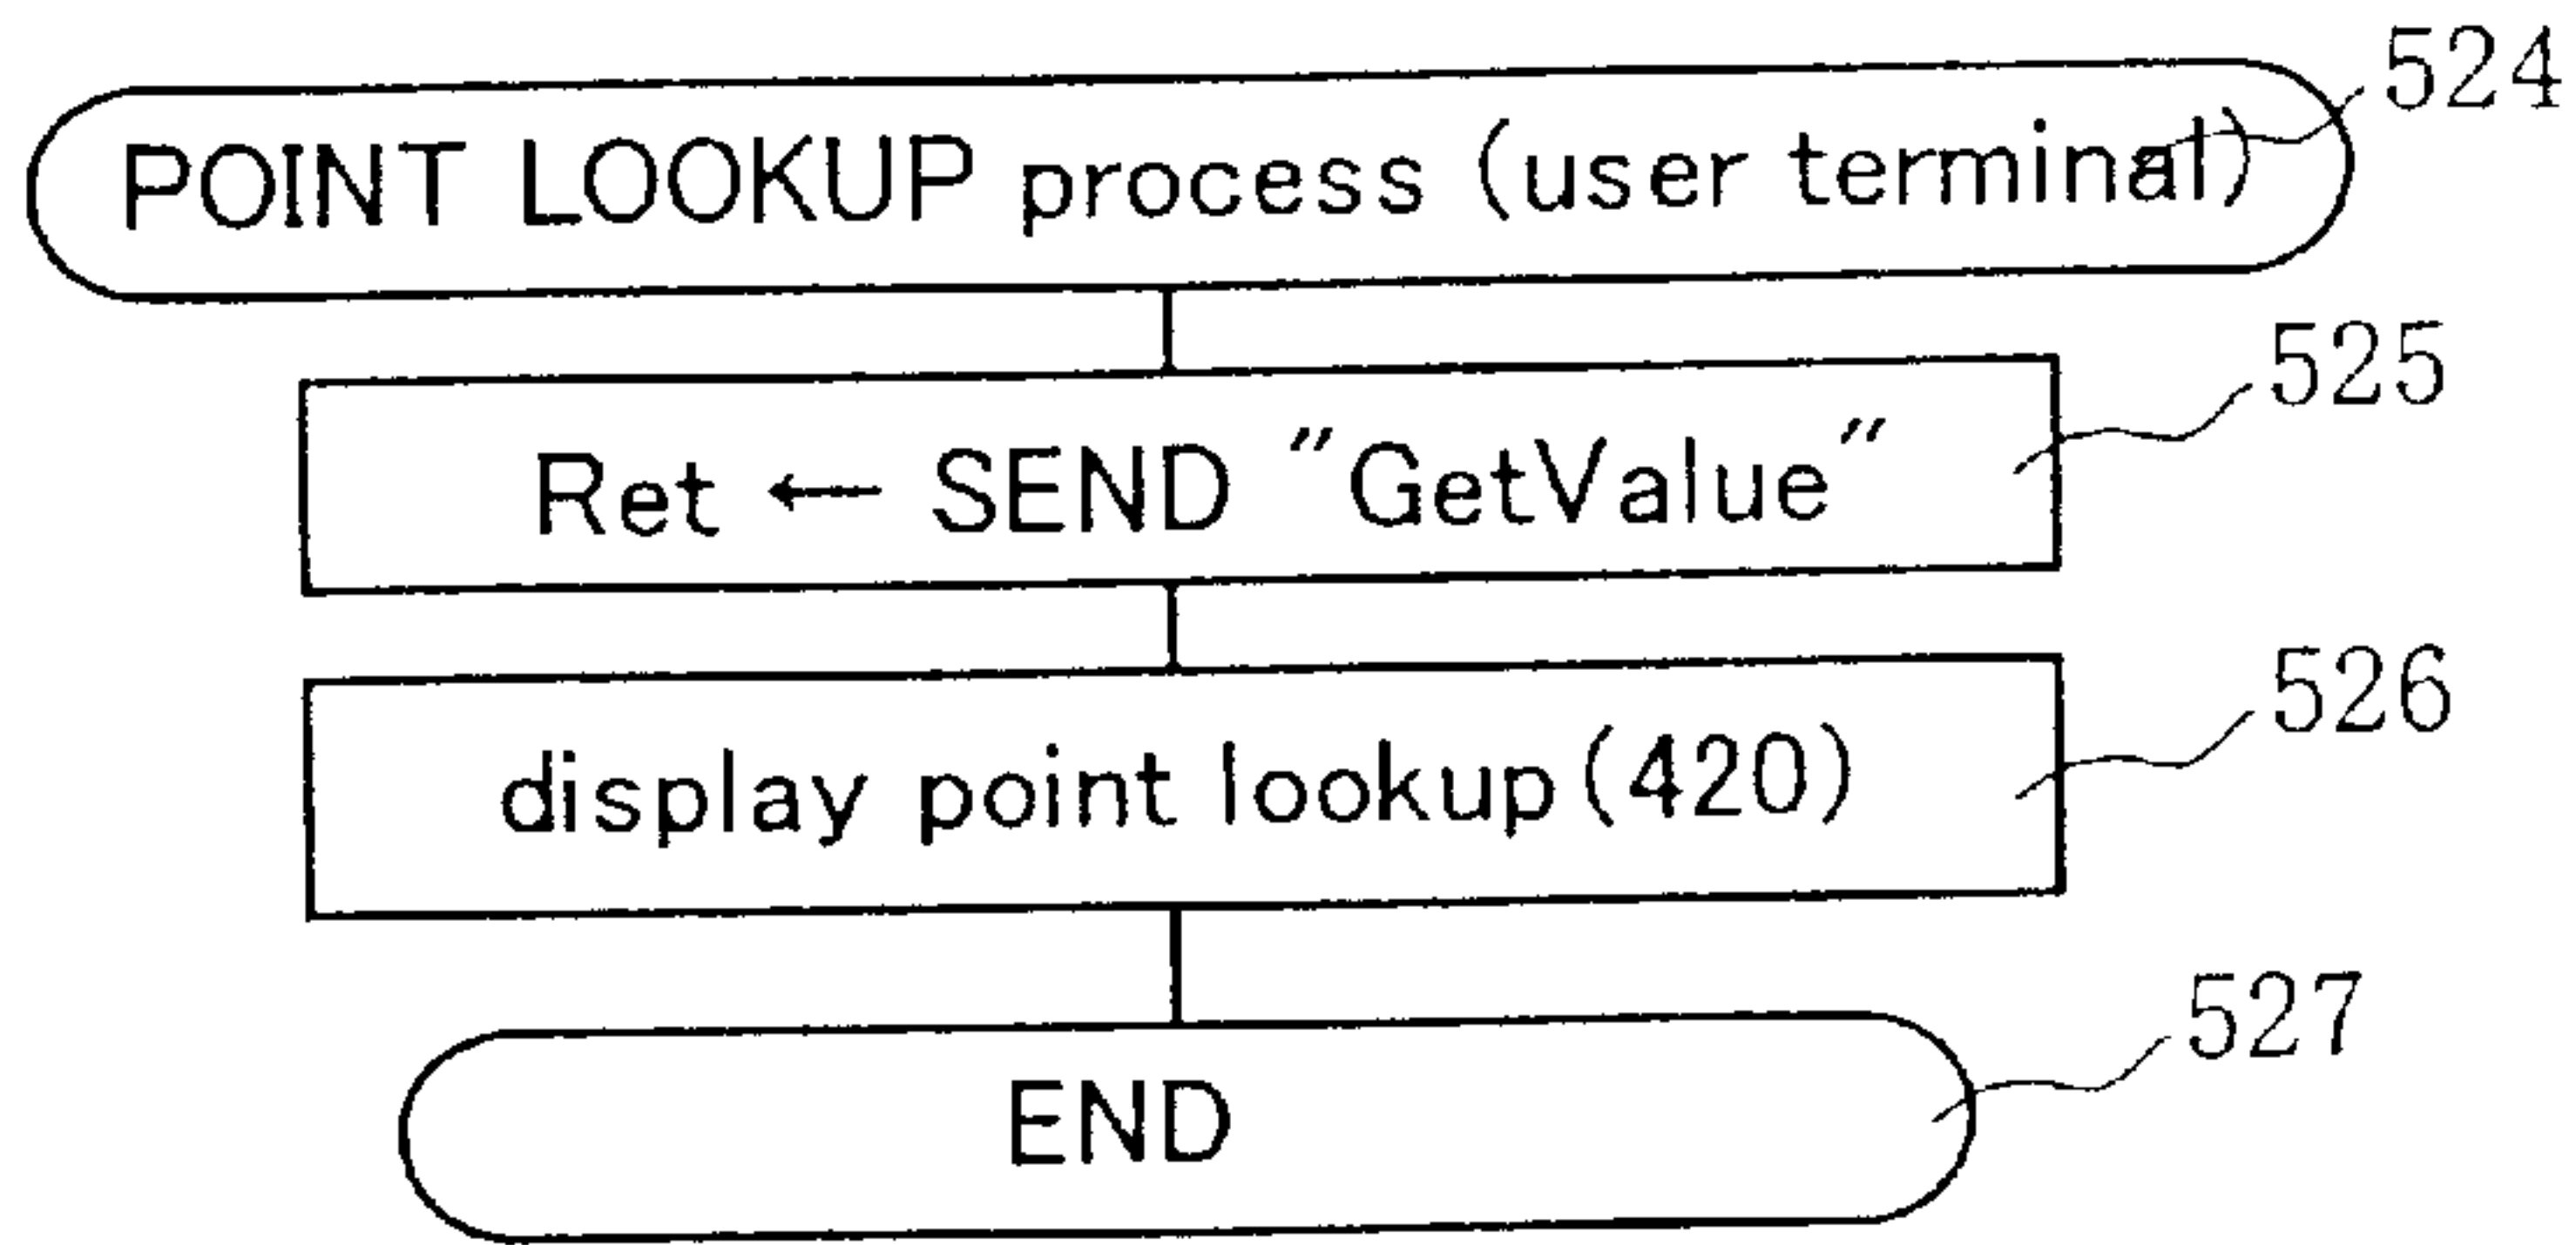 POINT LOOKUP process (user terminal)
524
Ret ← SEND "GetValue"
525
display point lookup(420)
526
END
527